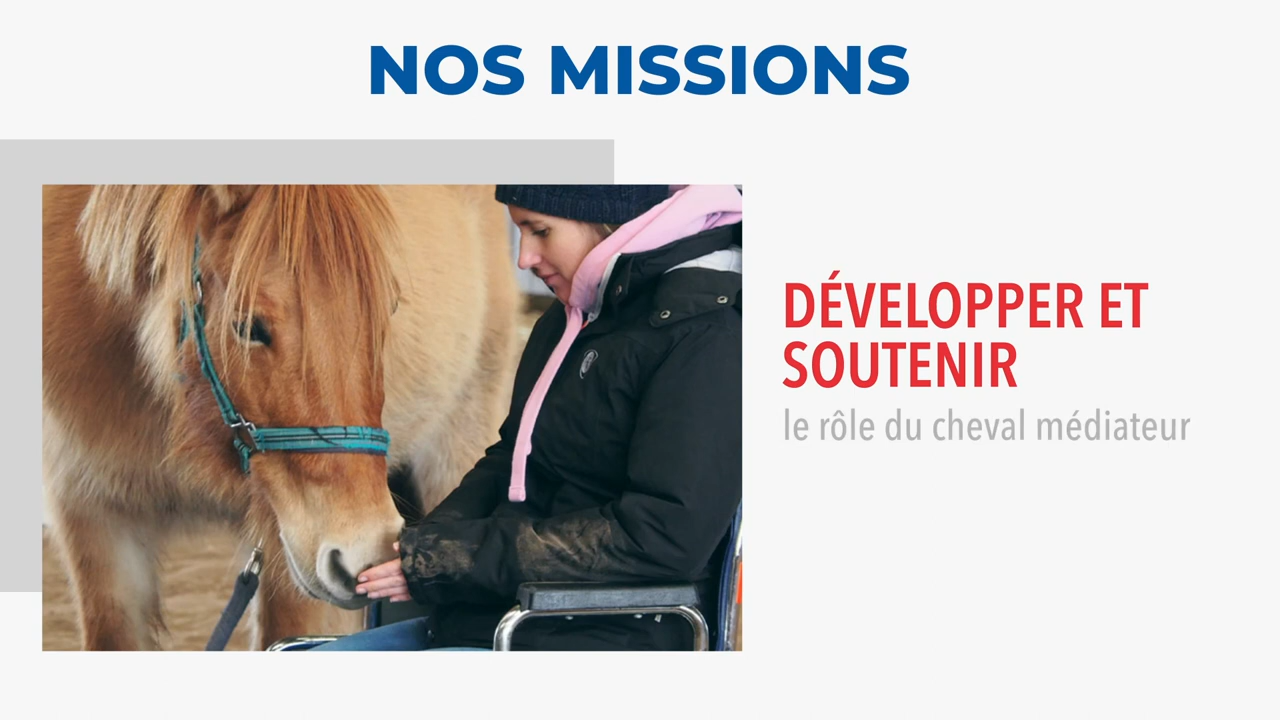 NOS MISSIONS
DÉVELOPPER ET
SOUTENIR
le rôle du cheval médiateur